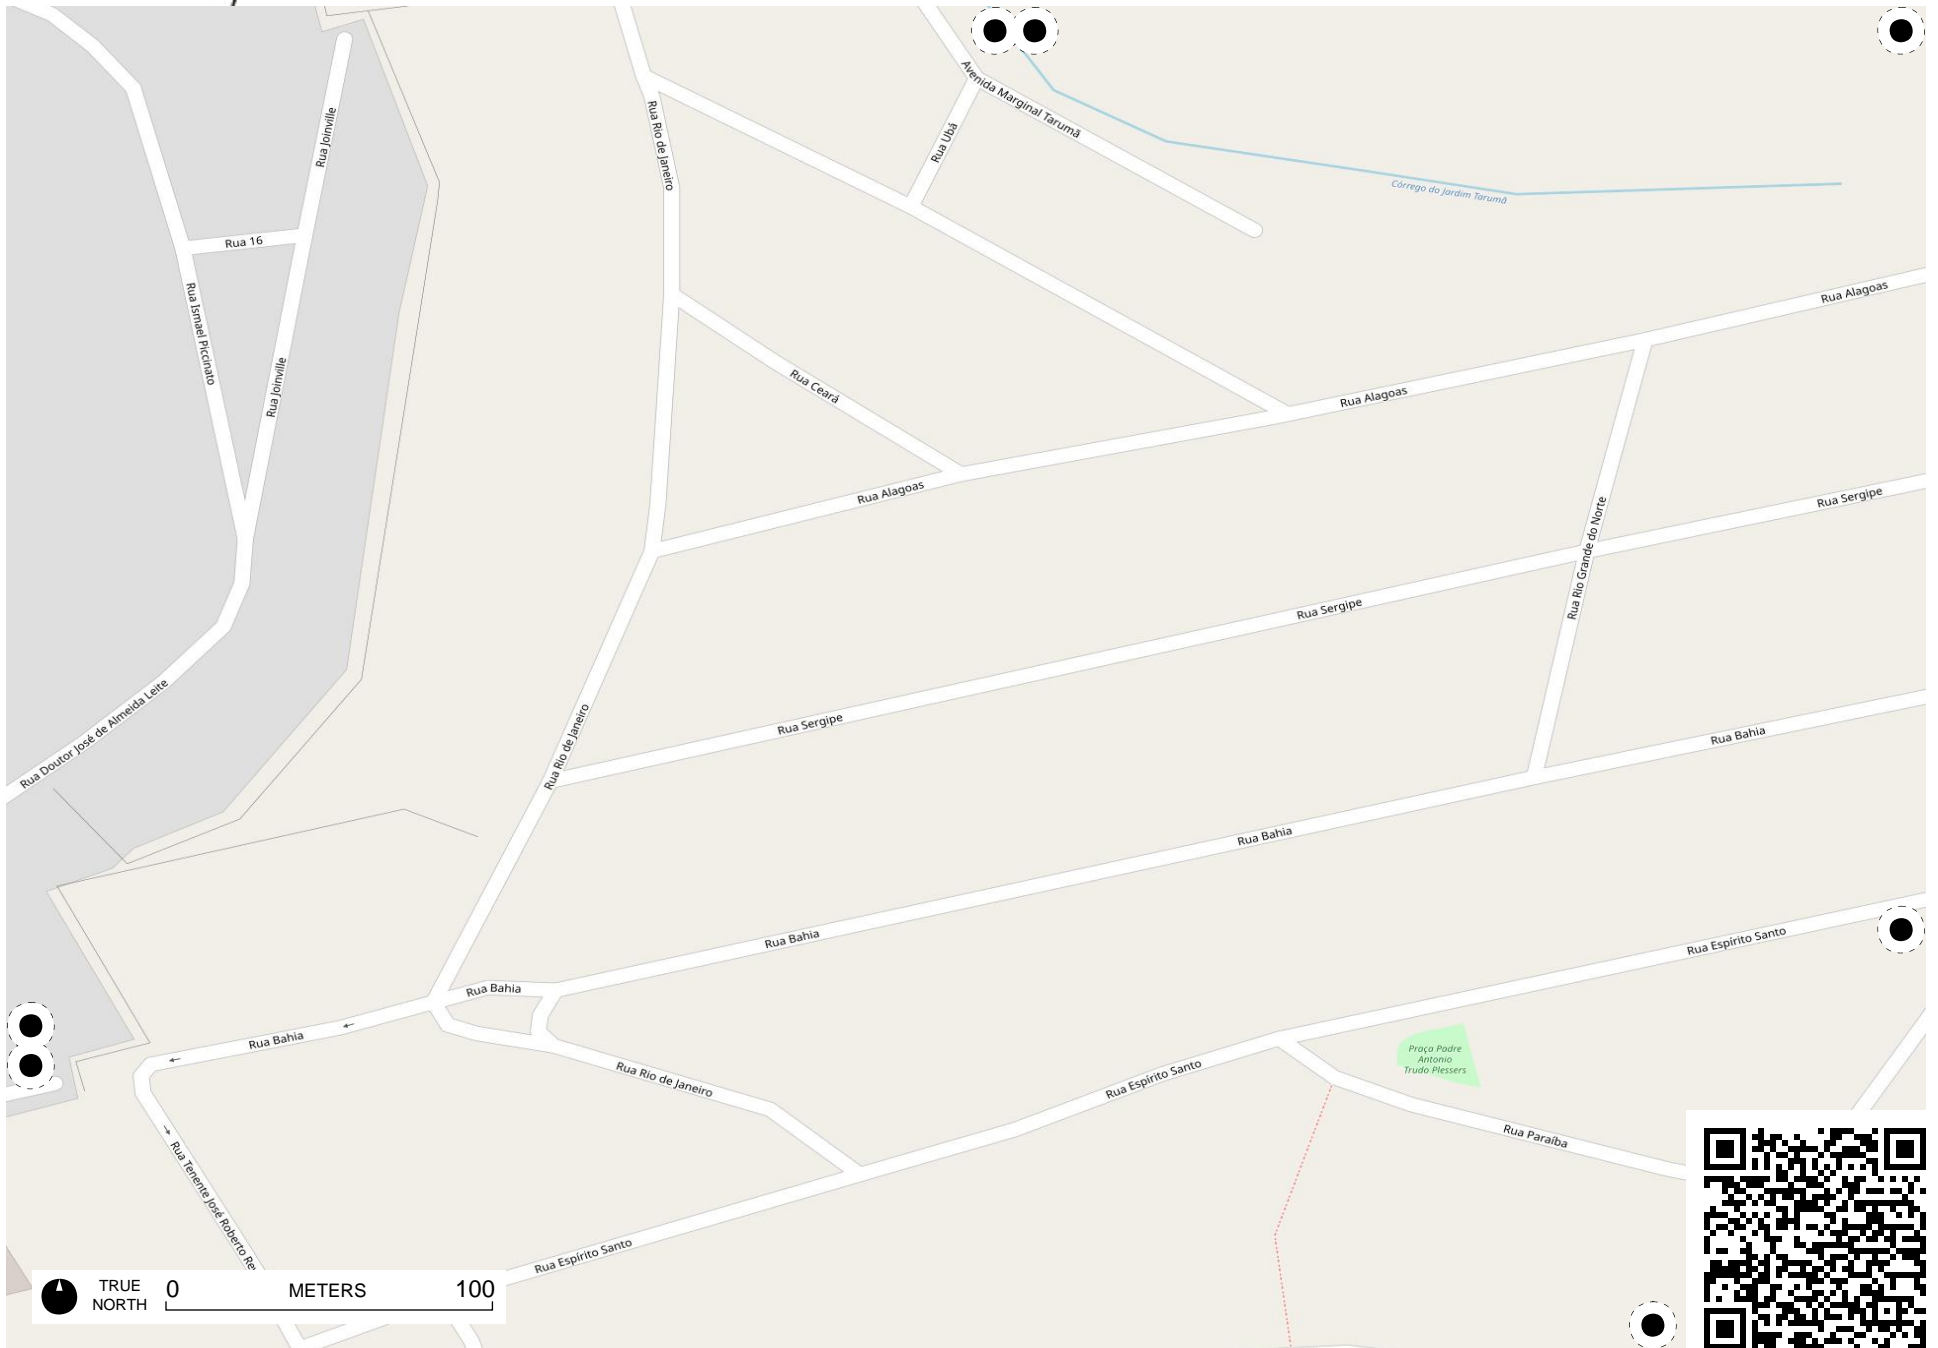 Avenida Marginal Tarumã
Rua Joinville
Rua Rio de Janeiro
Rua Ubá
Córrego do Jardim Tarumã
Rua 16
Rua Alagoas
Rua Ismael Piccinato
Rua Joinville
Rua Ceará
Rua Alagoas
Rua Alagoas
Rua Sergipe
Rua Rio Grande do Norte
Rua Sergipe
Rua Doutor José de Almeida Leite
Rua Sergipe
Rua Rio de Janeiro
Rua Bahia
Rua Bahia
Rua Bahia
Rua Espírito Santo
Rua Bahia
Rua Bahia
Praça Padre
Antonio
Trudo Plessers
Rua Rio de Janeiro
Rua Espírito Santo
Rua Paraíba
Rua Tenente José Roberto
Rua Espírito Santo
TRUE
NORTH
0 METERS 100